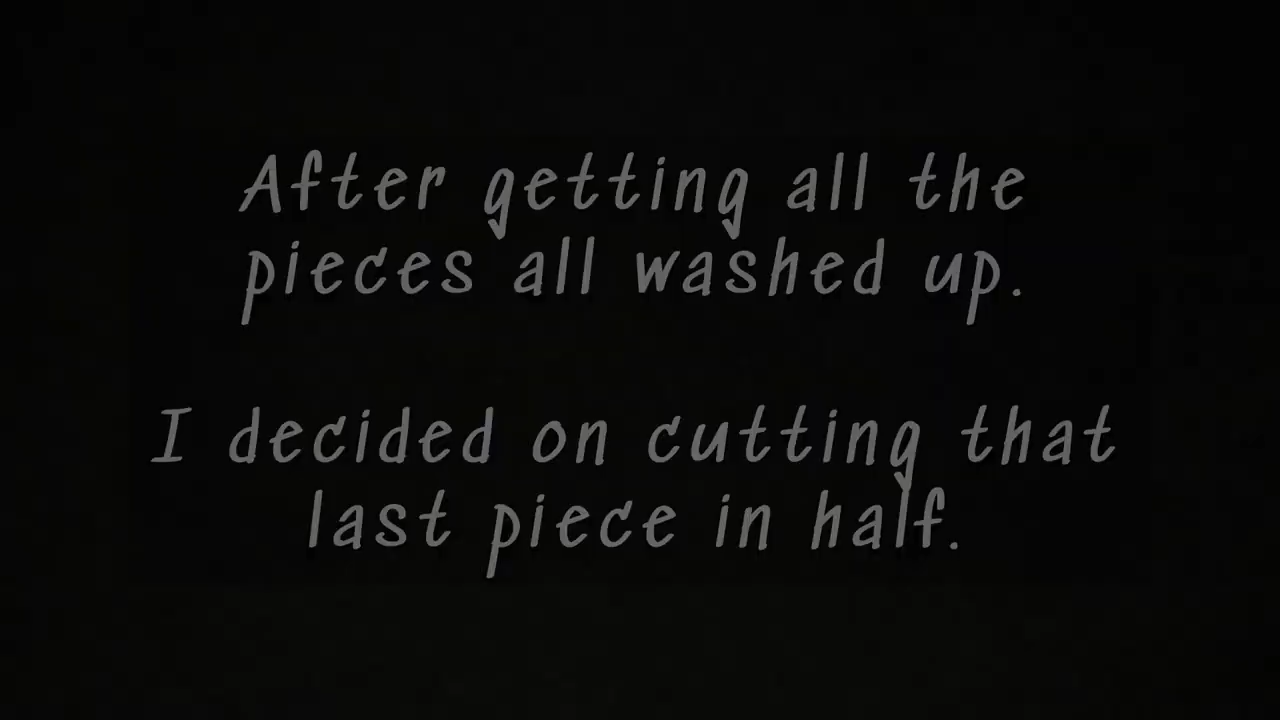 After getting all the
pieces all washed up.
I decided on cutting that
last piece in half.